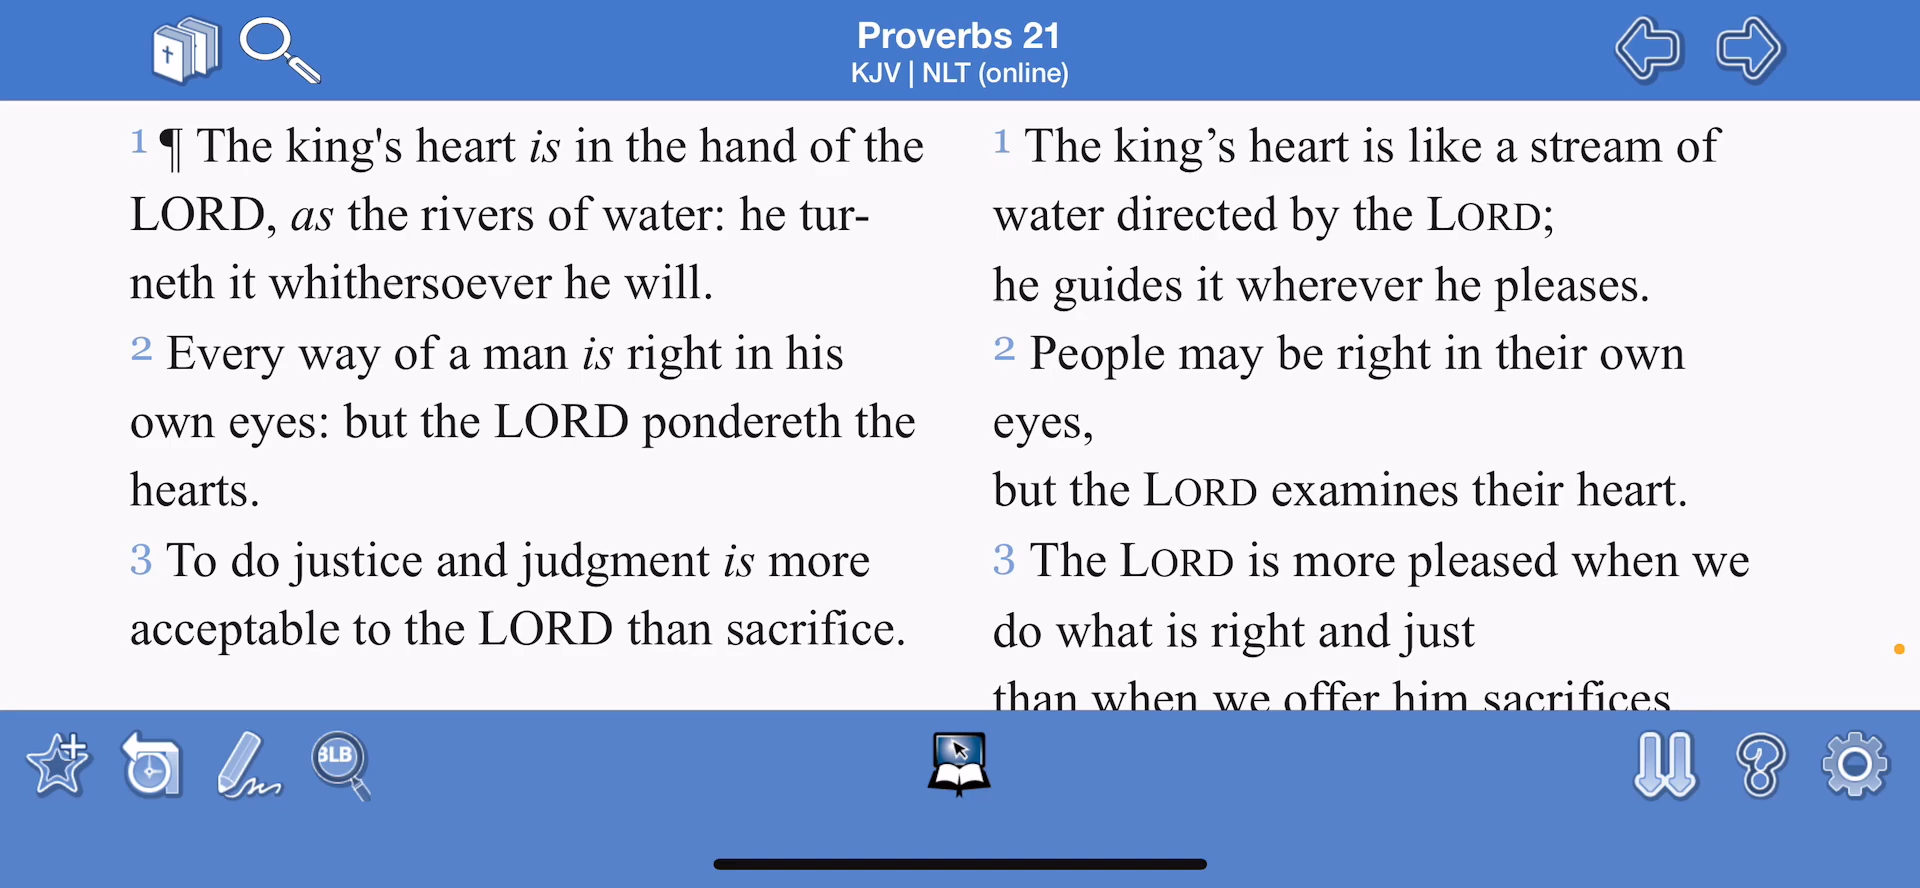 Proverbs 21
KJV | NLT (online)
1 ¶ The king's heart is in the hand of the
LORD, as the rivers of water: he tur-
neth it whithersoever he will.
2 Every way of a man is right in his
own eyes: but the LORD pondereth the
hearts.
3 To do justice and judgment is more
acceptable to the LORD than sacrifice.
1 The king’s heart is like a stream of
water directed by the LORD;
he guides it wherever he pleases.
2 People may be right in their own
eyes,
but the LORD examines their heart.
3 The LORD is more pleased when we
do what is right and just
than when we offer him sacrifices
BLB